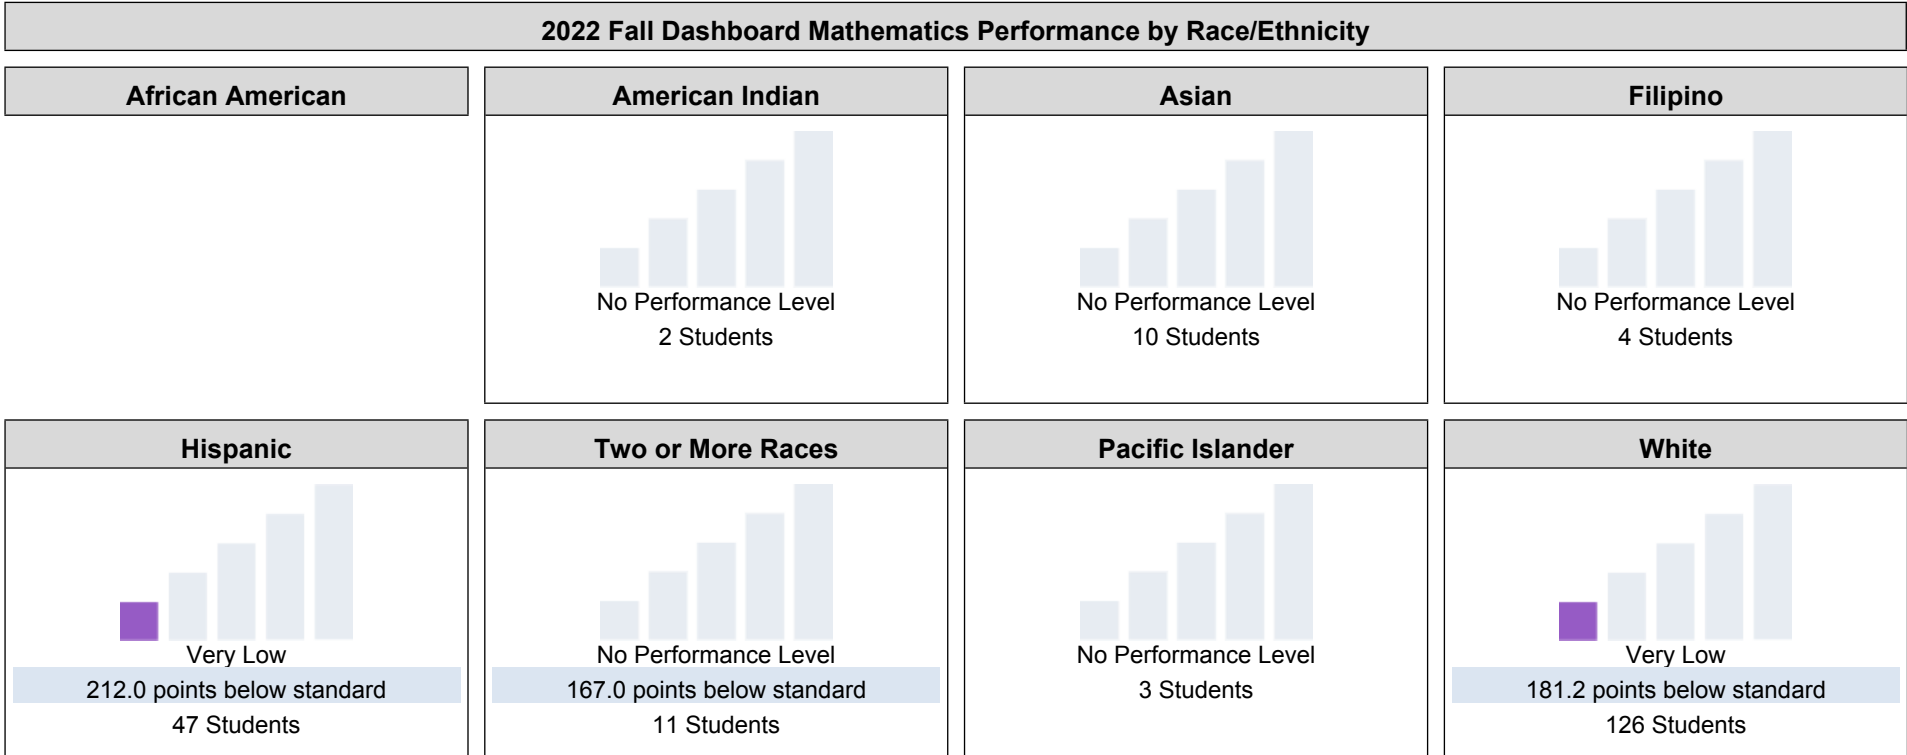 2022 Fall Dashboard Mathematics Performance by Race/Ethnicity
African American
American Indian
No Performance Level
2 Students
Asian
No Performance Level
10 Students
Filipino
No Performance Level
4 Students
Hispanic
Very Low
212.0 points below standard
47 Students
Two or More Races
No Performance Level
167.0 points below standard
11 Students
Pacific Islander
No Performance Level
3 Students
White
Very Low
181.2 points below standard
126 Students